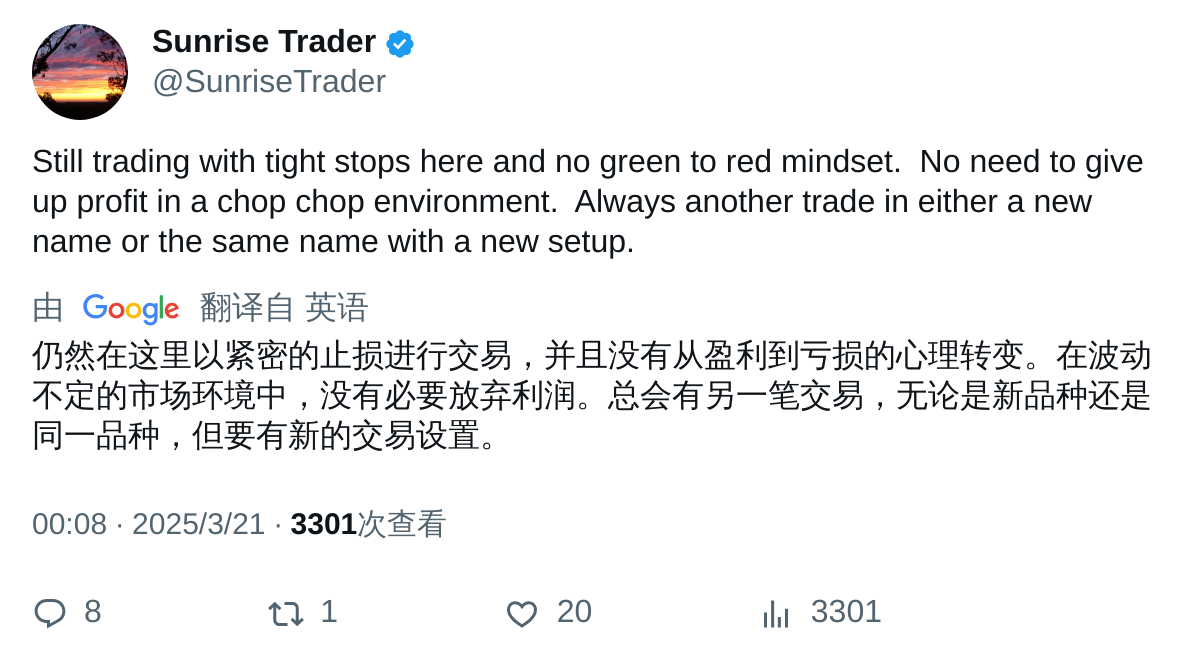 Sunrise Trader
@SunriseTrader
Still trading with tight stops here and no green to red mindset.  No need to give
up profit in a chop chop environment.  Always another trade in either a new
name or the same name with a new setup.
由 Google 翻译自 英语
仍然在这里以紧密的止损进行交易，并且没有从盈利到亏损的心理转变。在波动
不定的市场环境中，没有必要放弃利润。总会有另一笔交易，无论是新品种还是
同一品种，但要有新的交易设置。
00:08 · 2025/3/21 · 3301次查看
8 1 20 3301